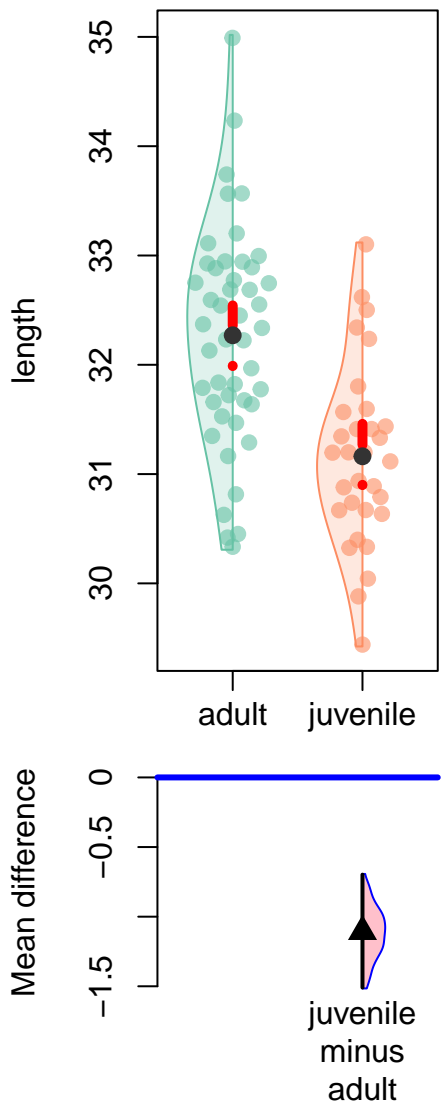 length
35
34
33
32
31
30
adult
juvenile
Mean difference
0
−0.5
−1.5
juvenile
minus
adult